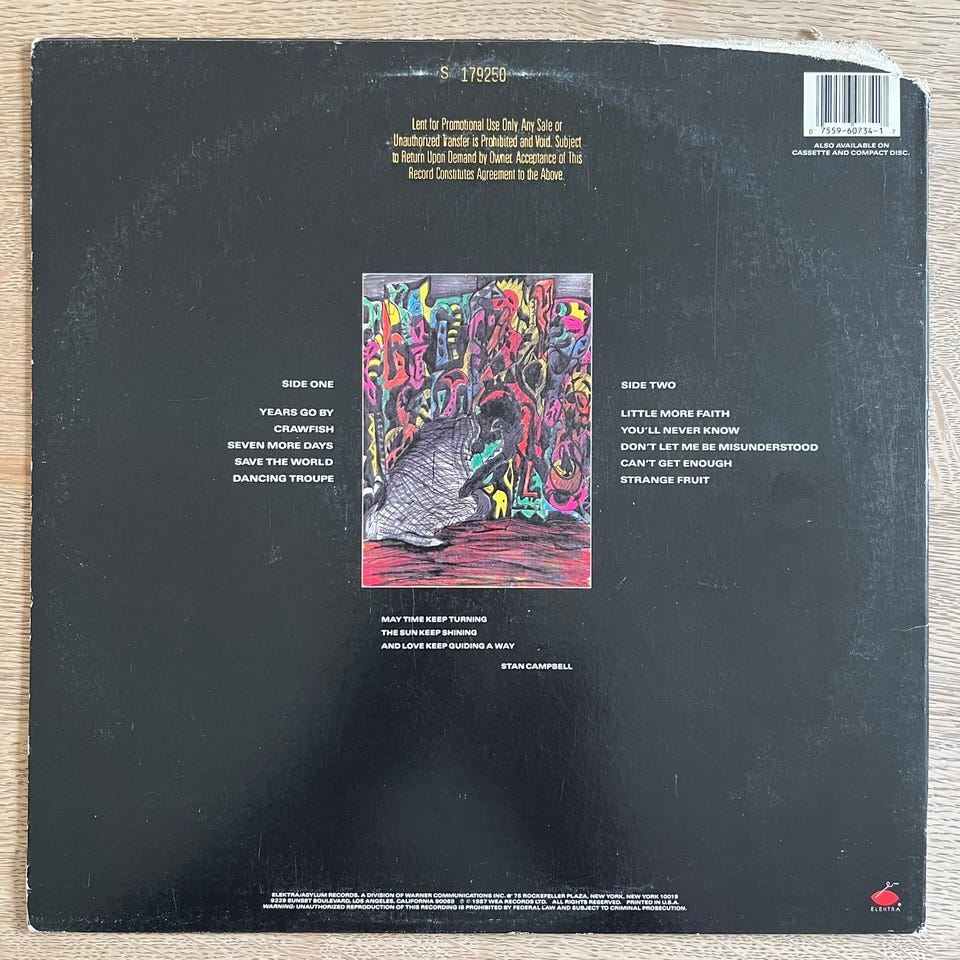 S 179250
Lent for Promotional Use Only. Any Sale or
Unauthorized Transfer is Prohibited and Void. Subject
to Return Upon Demand by Owner. Acceptance of This
Record Constitutes Agreement to the Above.
0 7559-60734-1 7
ALSO AVAILABLE ON
CASSETTE AND COMPACT DISC.
SIDE ONE
YEARS GO BY
CRAWFISH
SEVEN MORE DAYS
SAVE THE WORLD
DANCING TROUPE
SIDE TWO
LITTLE MORE FAITH
YOU'LL NEVER KNOW
DON'T LET ME BE MISUNDERSTOOD
CAN'T GET ENOUGH
STRANGE FRUIT
MAY TIME KEEP TURNING
THE SUN KEEP SHINING
AND LOVE KEEP GUIDING A WAY
STAN CAMPBELL
ELEKTRA/ASYLUM RECORDS. A DIVISION OF WARNER COMMUNICATIONS INC. ℗ 75 ROCKEFELLER PLAZA, NEW YORK, NEW YORK 10019
9229 SUNSET BOULEVARD, LOS ANGELES, CALIFORNIA 90069 ℗ © 1987 WEA RECORDS LTD. ALL RIGHTS RESERVED. PRINTED IN U.S.A.
WARNING: UNAUTHORIZED REPRODUCTION OF THIS RECORDING IS PROHIBITED BY FEDERAL LAW AND SUBJECT TO CRIMINAL PROSECUTION.
ELEKTRA®